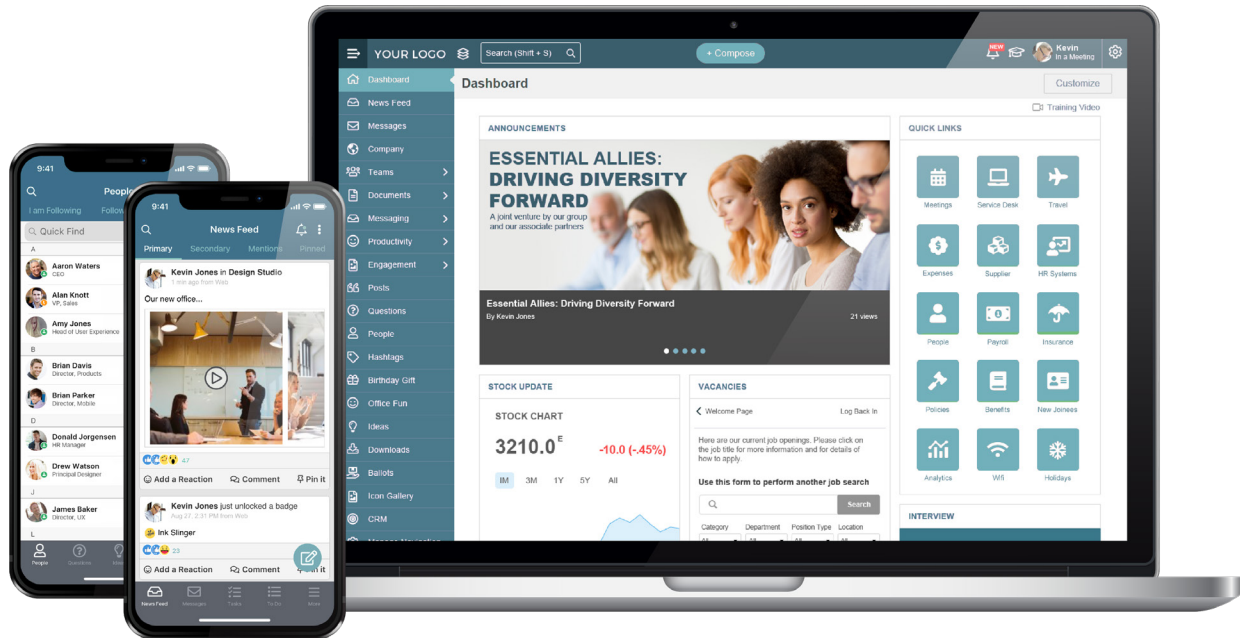 YOUR LOGO
Search (Shift + S)
+ Compose
NEW
Kevin
In a Meeting
Dashboard
News Feed
Messages
Company
Teams
Documents
Messaging
Productivity
Engagement
Posts
Questions
People
Hashtags
Birthday Gift
Office Fun
Ideas
Downloads
Ballots
Icon Gallery
CRM
Manage Navigation
Dashboard
Customize
Training Video
ANNOUNCEMENTS
ESSENTIAL ALLIES:
DRIVING DIVERSITY
FORWARD
A joint venture by our group
and our associate partners
Essential Allies: Driving Diversity Forward
By Kevin Jones
21 views
STOCK UPDATE
STOCK CHART
3210.0 E
-10.0 (-.45%)
1M 3M 1Y 5Y All
VACANCIES
Welcome Page
Log Back In
Here are our current job openings. Please click on
the job title for more information and for details of
how to apply.
Use this form to perform another job search
Search
Category Department Position Type Location
All All All All
QUICK LINKS
Meetings Service Desk Travel
Expenses Supplier HR Systems
People Payroll Insurance
Policies Benefits New Joinees
Analytics Wifi Holidays
INTERVIEW
9:41
People
I am Following
Follow
Quick Find
A
Aaron Waters
CEO
Alan Knott
VP, Sales
Amy Jones
Head of User Experience
B
Brian Davis
Director, Products
Brian Parker
Director, Mobile
D
Donald Jorgensen
HR Manager
Drew Watson
Principal Designer
J
James Baker
Director, UX
L
People
Questions
9:41
News Feed
Primary Secondary Mentions Pinned
Kevin Jones in Design Studio
1 min ago from Web
Our new office...
47
Add a Reaction Comment Pin it
Kevin Jones just unlocked a badge
Aug 27, 2:31 PM from Web
Ink Slinger
23
Add a Reaction Comment Pin it
News Feed Messages Tasks To Do More